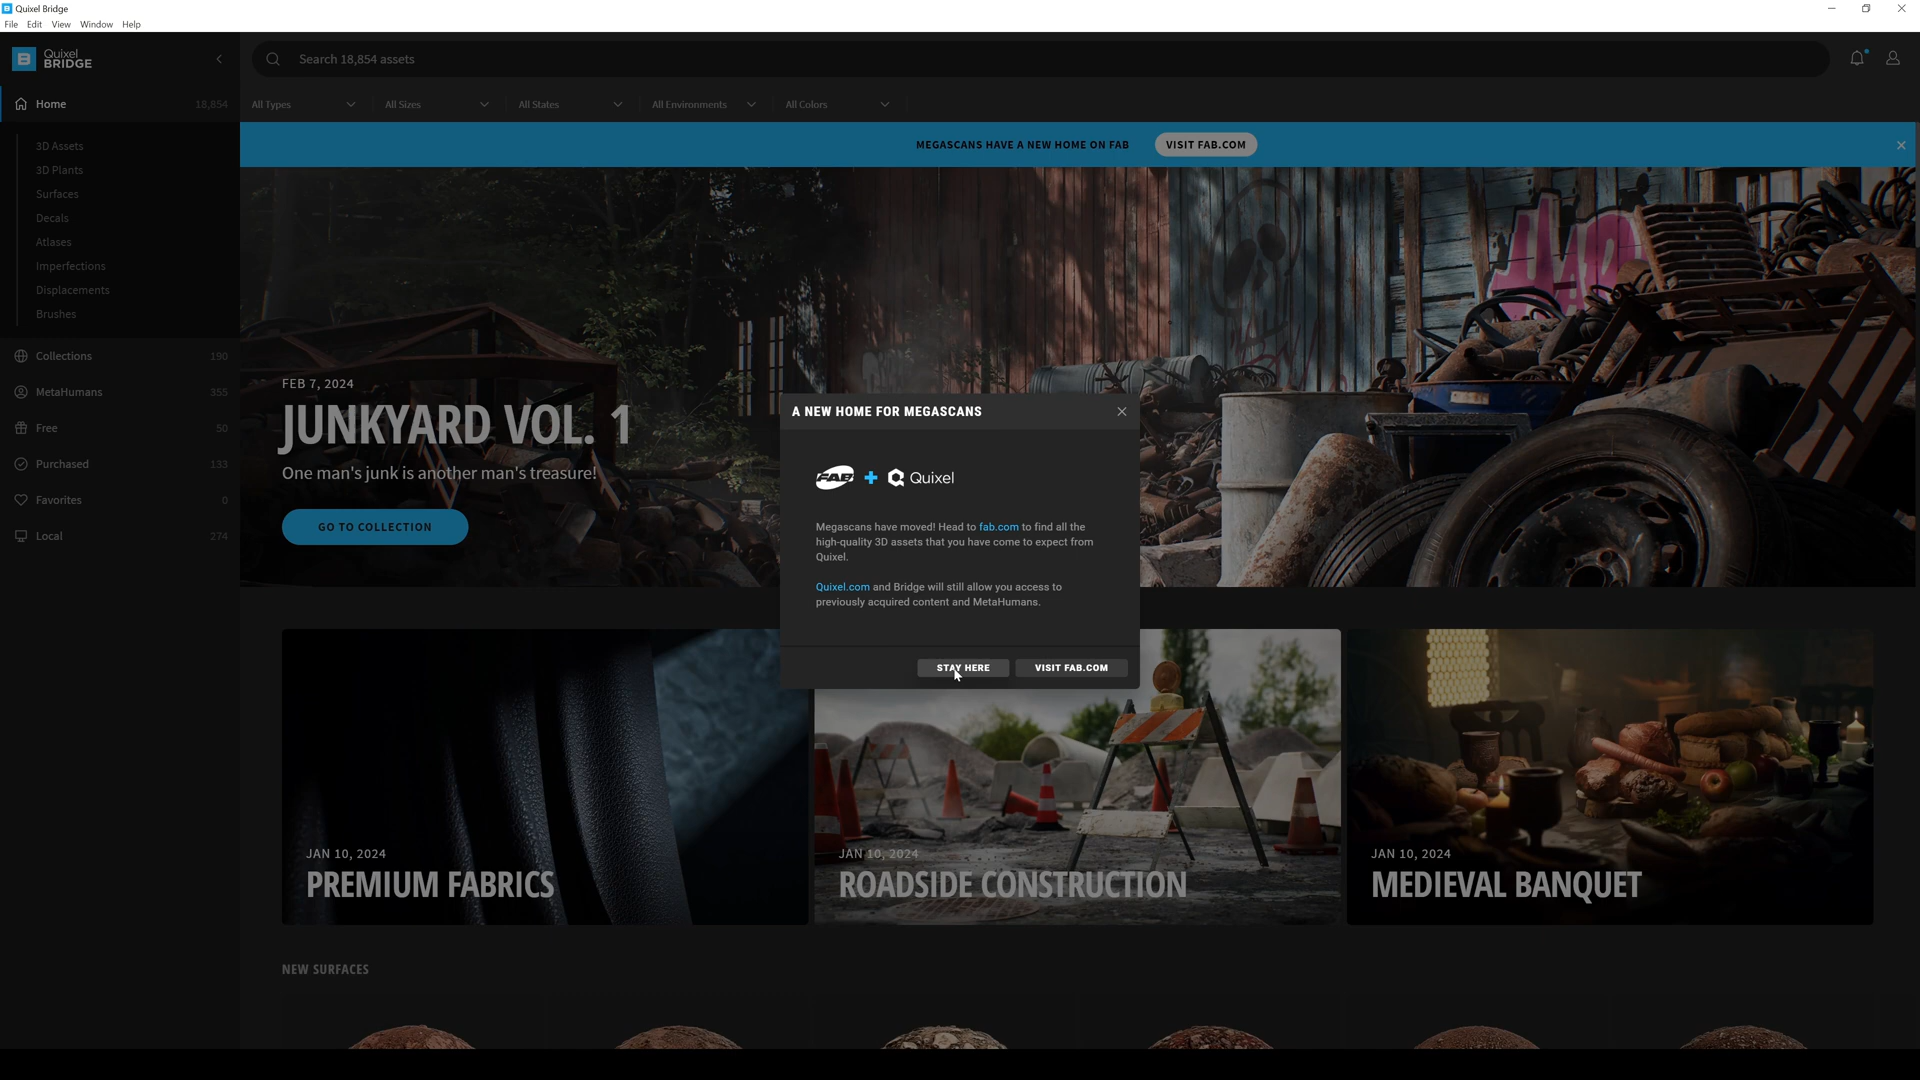 Quixel Bridge
File Edit View Window Help
Quixel
BRIDGE
Search 18,854 assets
Home 18,854
All Types All Sizes All States All Environments All Colors
MEGASCANS HAVE A NEW HOME ON FAB VISIT FAB.COM
3D Assets
3D Plants
Surfaces
Decals
Atlases
Imperfections
Displacements
Brushes
Collections 190
MetaHumans 355
Free 50
Purchased 133
Favorites 0
Local 274
FEB 7, 2024
JUNKYARD VOL. 1
One man's junk is another man's treasure!
GO TO COLLECTION
A NEW HOME FOR MEGASCANS
FAB + Quixel
Megascans have moved! Head to fab.com to find all the
high-quality 3D assets that you have come to expect from
Quixel.
Quixel.com and Bridge will still allow you access to
previously acquired content and MetaHumans.
STAY HERE VISIT FAB.COM
JAN 10, 2024
PREMIUM FABRICS
JAN 10, 2024
ROADSIDE CONSTRUCTION
JAN 10, 2024
MEDIEVAL BANQUET
NEW SURFACES